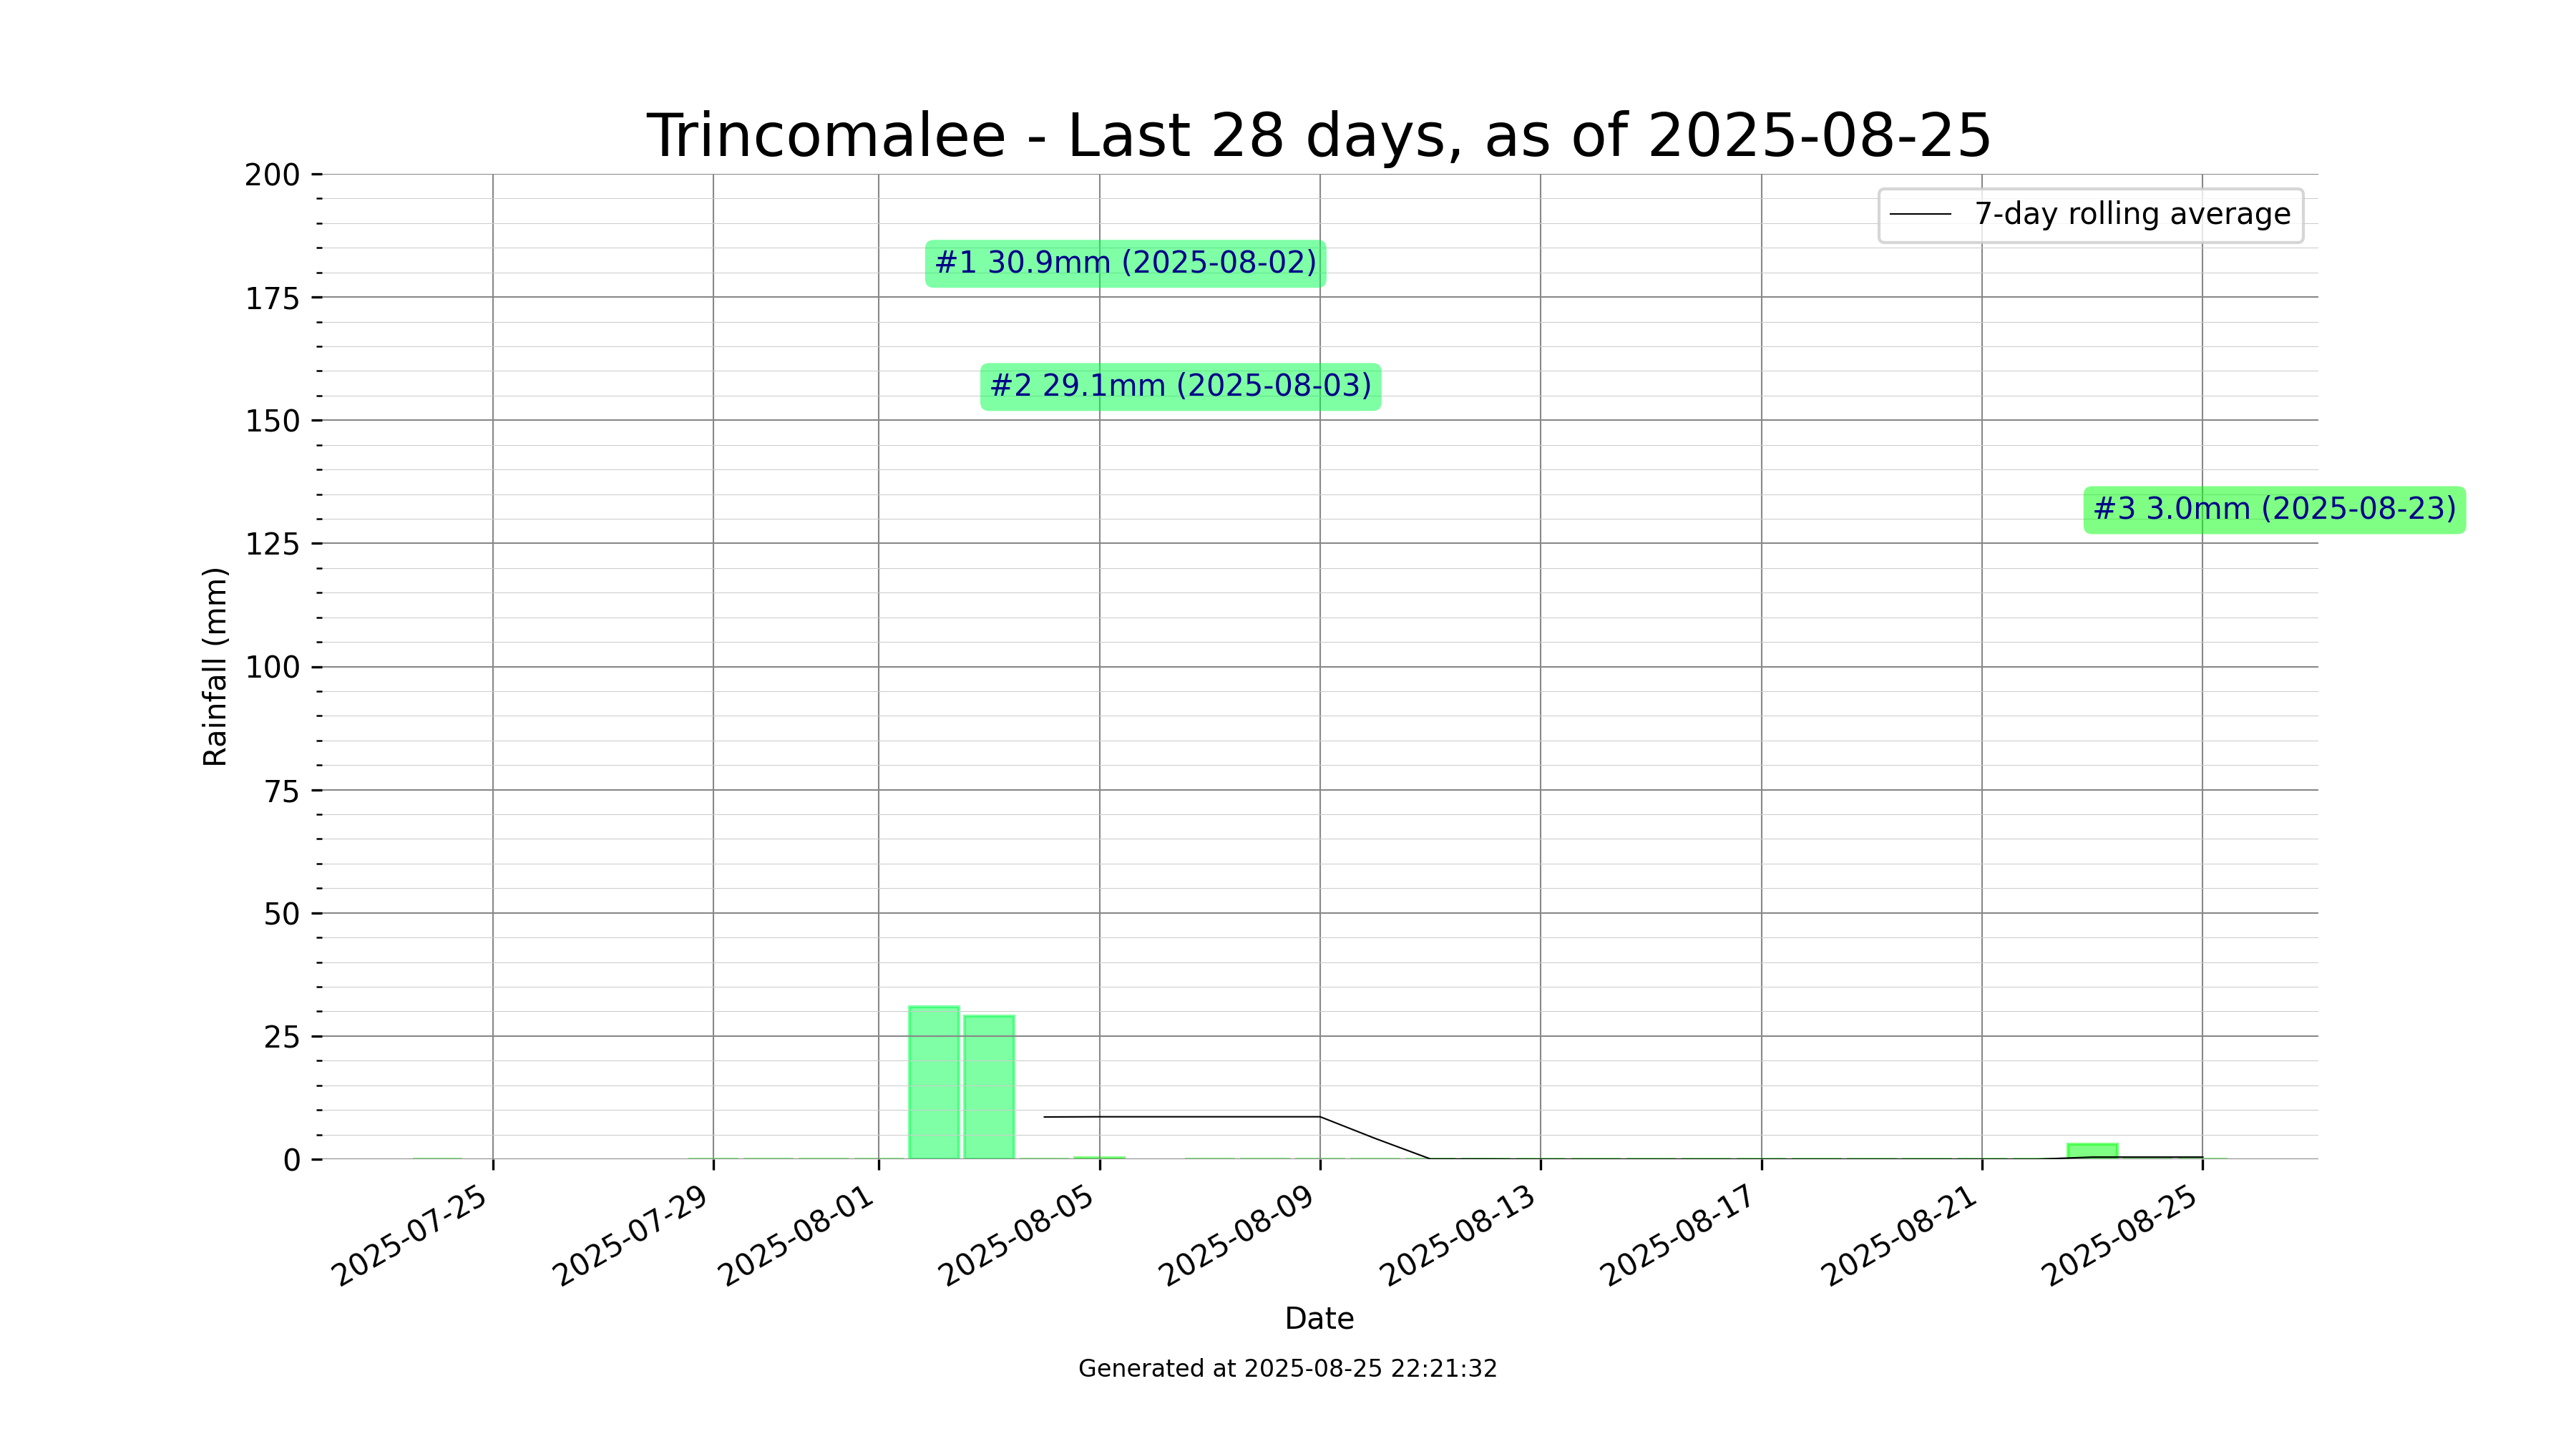 Trincomalee - Last 28 days, as of 2025-08-25
7-day rolling average
#1 30.9mm (2025-08-02)
#2 29.1mm (2025-08-03)
#3 3.0mm (2025-08-23)
Rainfall (mm)
200
175
150
125
100
75
50
25
0
2025-07-25
2025-07-29
2025-08-01
2025-08-05
2025-08-09
2025-08-13
2025-08-17
2025-08-21
2025-08-25
Date
Generated at 2025-08-25 22:21:32